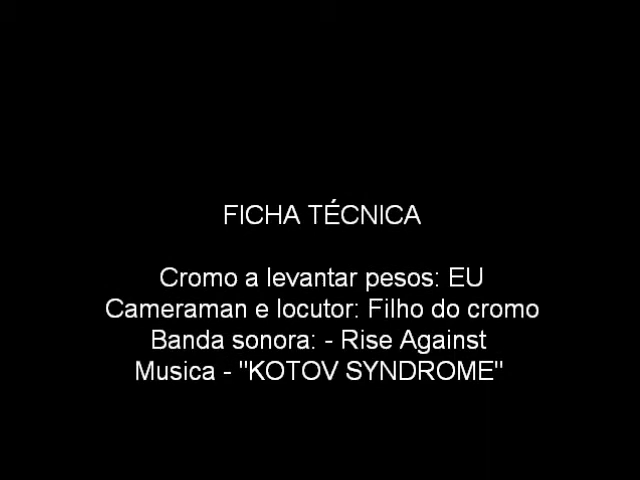 FICHA TÉCNICA
Cromo a levantar pesos: EU
Cameraman e locutor: Filho do cromo
Banda sonora: - Rise Against
Musica - "KOTOV SYNDROME"